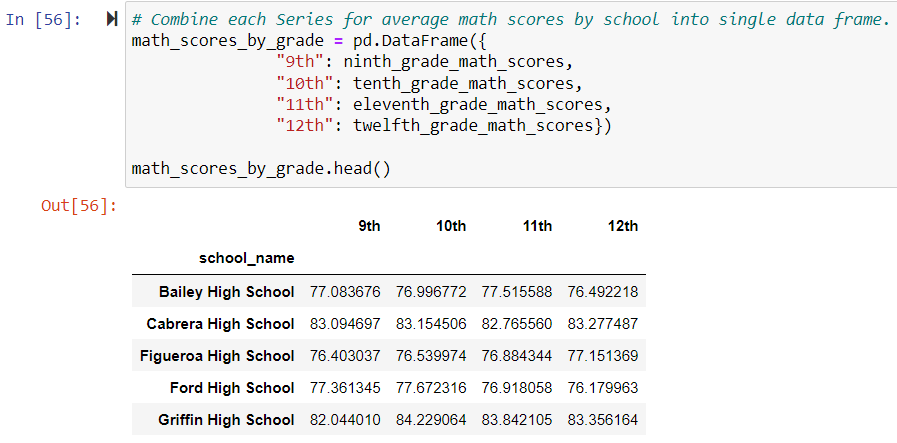 In [56]:
# Combine each Series for average math scores by school into single data frame.
math_scores_by_grade = pd.DataFrame({
"9th": ninth_grade_math_scores,
"10th": tenth_grade_math_scores,
"11th": eleventh_grade_math_scores,
"12th": twelfth_grade_math_scores})
math_scores_by_grade.head()
Out[56]:
9th 10th 11th 12th
school_name
Bailey High School 77.083676 76.996772 77.515588 76.492218
Cabrera High School 83.094697 83.154506 82.765560 83.277487
Figueroa High School 76.403037 76.539974 76.884344 77.151369
Ford High School 77.361345 77.672316 76.918058 76.179963
Griffin High School 82.044010 84.229064 83.842105 83.356164